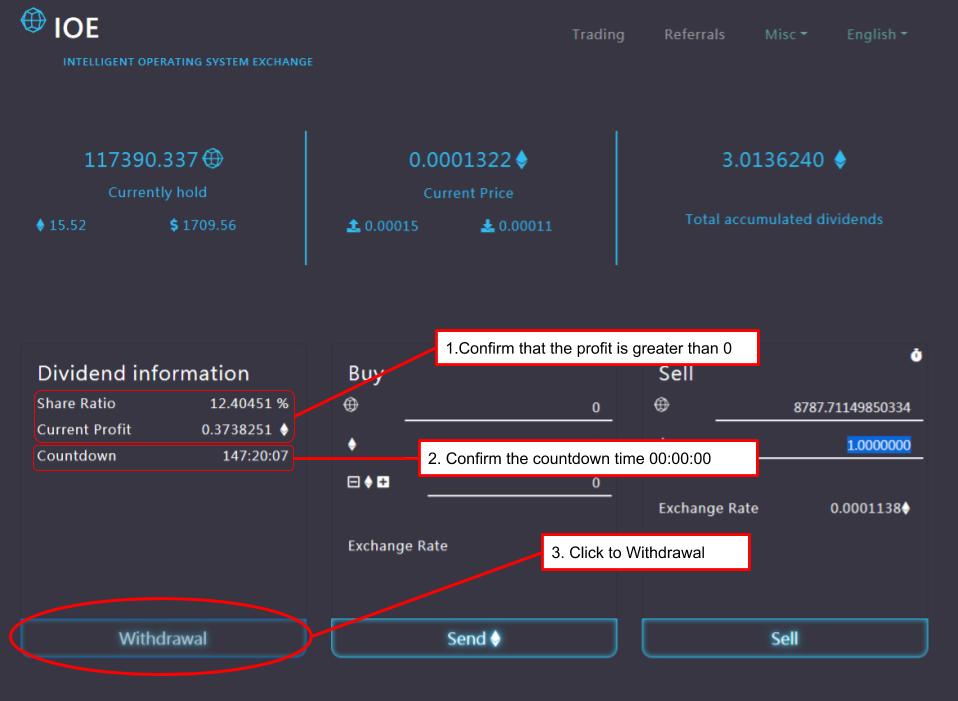 IOE
INTELLIGENT OPERATING SYSTEM EXCHANGE
Trading Referrals Misc English
117390.337
Currently hold
15.52 $ 1709.56
0.0001322
Current Price
0.00015 0.00011
3.0136240
Total accumulated dividends
1.Confirm that the profit is greater than 0
Dividend information
Share Ratio 12.40451 %
Current Profit 0.3738251
Countdown 147:20:07
Withdrawal
Buy
0
2. Confirm the countdown time 00:00:00
0
Exchange Rate
3. Click to Withdrawal
Send
Sell
8787.71149850334
1.0000000
Exchange Rate 0.0001138
Sell